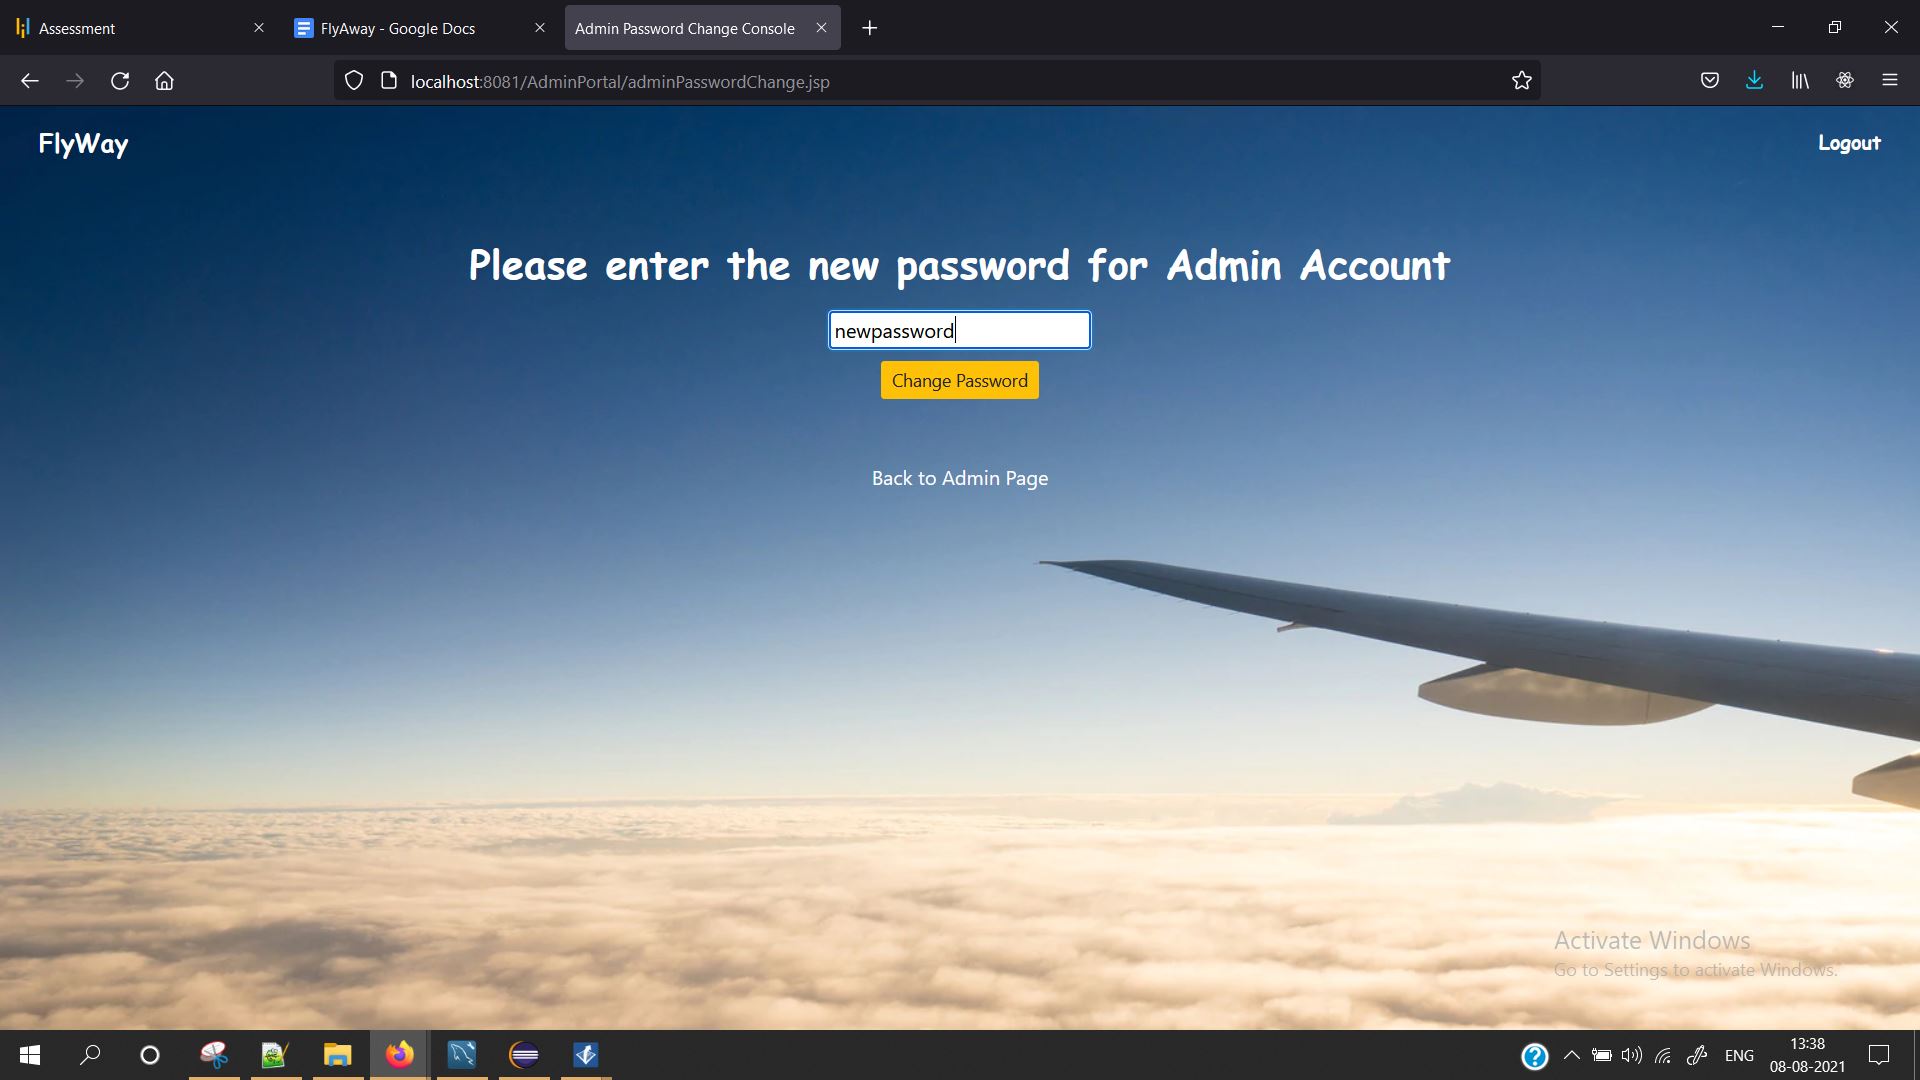 Assessment
FlyAway - Google Docs
Admin Password Change Console
localhost:8081/AdminPortal/adminPasswordChange.jsp
FlyWay
Logout
Please enter the new password for Admin Account
newpassword
Change Password
Back to Admin Page
Activate Windows
Go to Settings to activate Windows.
ENG
13:38
08-08-2021